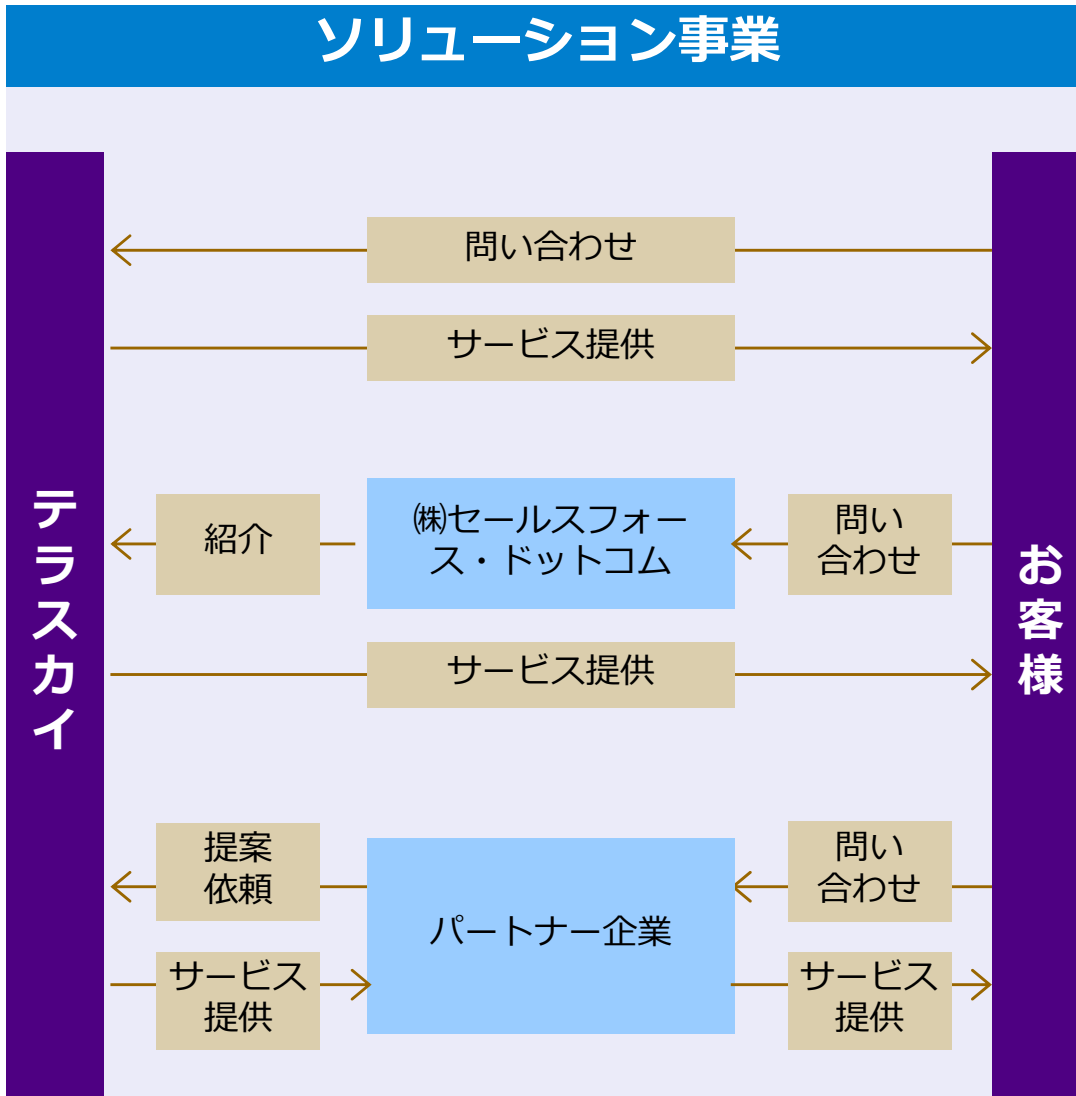 ソリューション事業
テラスカイ
お客様
問い合わせ
サービス提供
紹介
㈱セールスフォー
ス・ドットコム
問い
合わせ
サービス提供
提案
依頼
パートナー企業
問い
合わせ
サービス
提供
サービス
提供